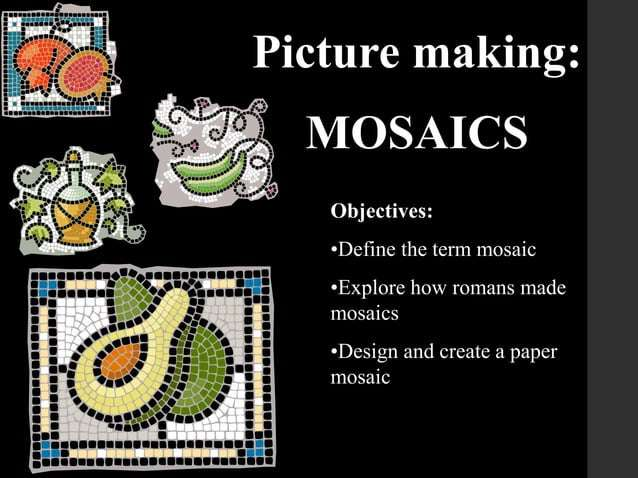 Picture making:
MOSAICS
Objectives:
•Define the term mosaic
•Explore how romans made
mosaics
•Design and create a paper
mosaic